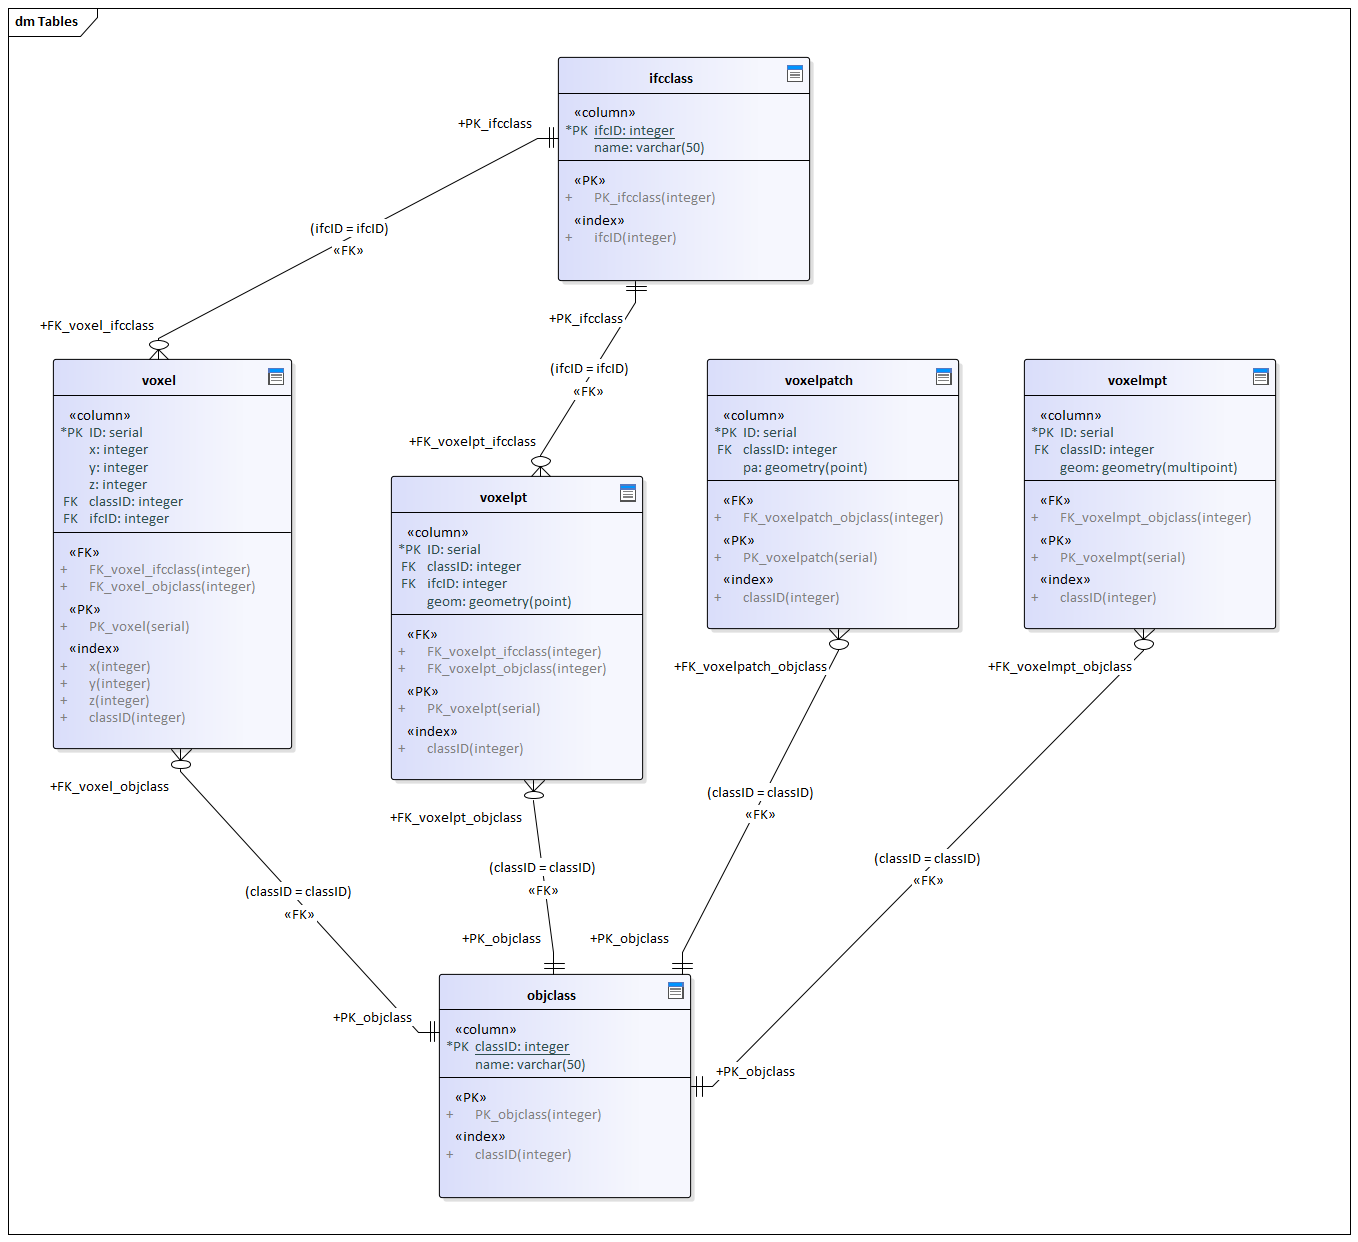 dm Tables
ifcclass
«column»
*PK ifcID: integer
name: varchar(50)
«PK»
+ PK_ifcclass(integer)
«index»
+ ifcID(integer)
+PK_ifcclass
(ifcID = ifcID)
«FK»
+FK_voxel_ifcclass
+PK_ifcclass
(ifcID = ifcID)
«FK»
+FK_voxelpt_ifcclass
voxel
«column»
*PK ID: serial
x: integer
y: integer
z: integer
FK classID: integer
FK ifcID: integer
«FK»
+ FK_voxel_ifcclass(integer)
+ FK_voxel_objclass(integer)
«PK»
+ PK_voxel(serial)
«index»
+ x(integer)
+ y(integer)
+ z(integer)
+ classID(integer)
voxelpt
«column»
*PK ID: serial
FK classID: integer
FK ifcID: integer
geom: geometry(point)
«FK»
+ FK_voxelpt_ifcclass(integer)
+ FK_voxelpt_objclass(integer)
«PK»
+ PK_voxelpt(serial)
«index»
+ classID(integer)
voxelpatch
«column»
*PK ID: serial
FK classID: integer
pa: geometry(point)
«FK»
+ FK_voxelpatch_objclass(integer)
«PK»
+ PK_voxelpatch(serial)
«index»
+ classID(integer)
voxelmpt
«column»
*PK ID: serial
FK classID: integer
geom: geometry(multipoint)
«FK»
+ FK_voxelmpt_objclass(integer)
«PK»
+ PK_voxelmpt(serial)
«index»
+ classID(integer)
+FK_voxel_objclass
(classID = classID)
«FK»
+PK_objclass
+FK_voxelpt_objclass
(classID = classID)
«FK»
+PK_objclass
+FK_voxelpatch_objclass
(classID = classID)
«FK»
+PK_objclass
+FK_voxelmpt_objclass
(classID = classID)
«FK»
+PK_objclass
objclass
«column»
*PK classID: integer
name: varchar(50)
«PK»
+ PK_objclass(integer)
«index»
+ classID(integer)